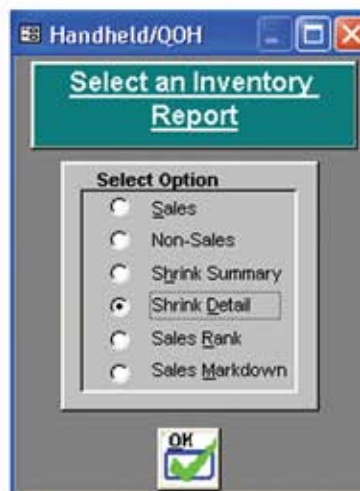 Handheld/QOH
Select an Inventory
Report
Select Option
Sales
Non-Sales
Shrink Summary
Shrink Detail
Sales Rank
Sales Markdown
OK